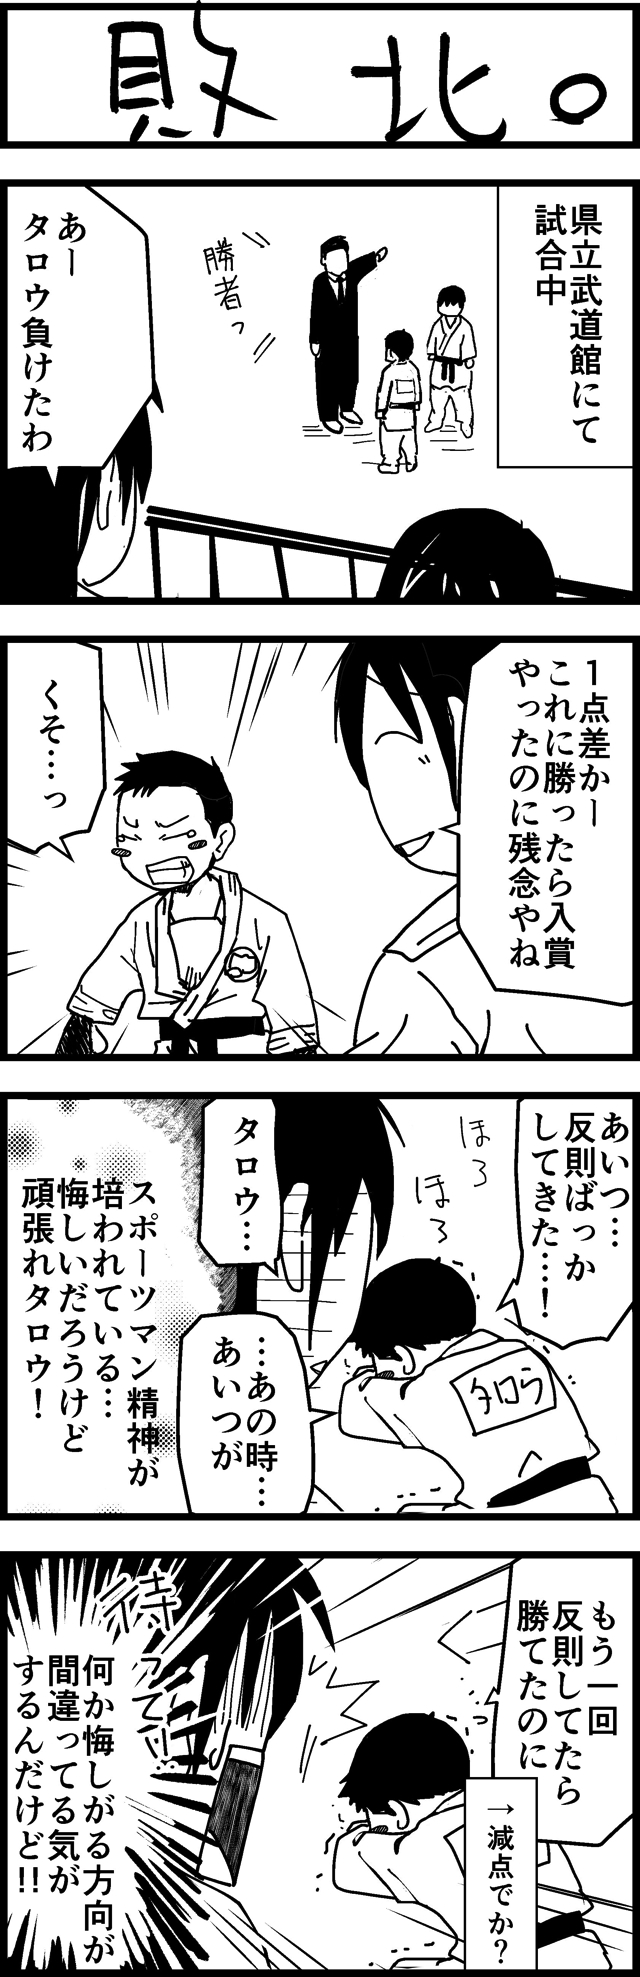 敗北。
県立武道館にて
試合中
勝者っ
あー
タロウ負けたわ
1点差かー
これに勝ったら入賞
やったのに残念やね
くそ…っ
あいつ…
反則ばっか
してきた…！
ほろ
ほろ
タロウ…
タロウ
…あの時…
あいつが
スポーツマン精神が
培われている…
悔しいだろうけど
頑張れタロウ！
もう一回
反則してたら
勝てたのに
→減点でか？
待って!!
何か悔しがる方向が
間違ってる気が
するんだけど!!